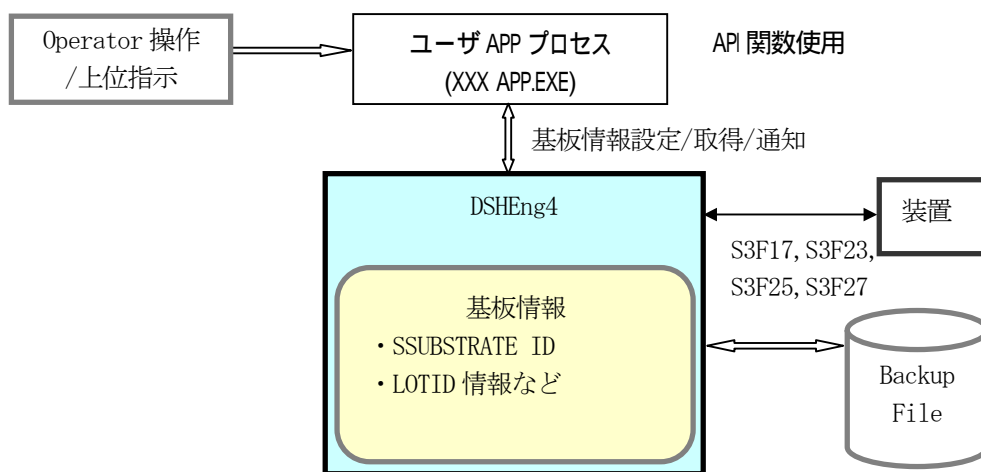 Operator 操作
/上位指示
ユーザ APP プロセス
(XXX APP.EXE)
API 関数使用
基板情報設定/取得/通知
DSHEng4
装置
S3F17, S3F23,
S3F25, S3F27
基板情報
・SSUBSTRATE ID
・LOTID 情報など
Backup
File